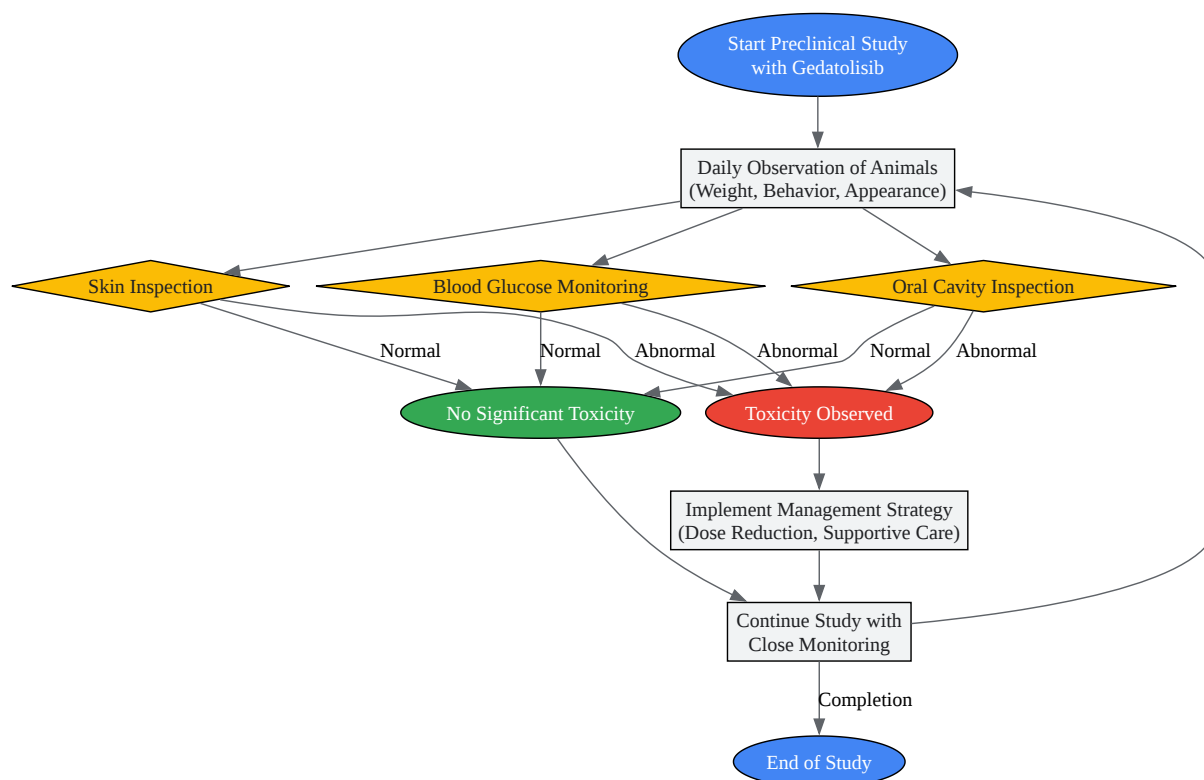 Start Preclinical Study
with Gedatolisib
Daily Observation of Animals
(Weight, Behavior, Appearance)
Skin Inspection
Blood Glucose Monitoring
Oral Cavity Inspection
Normal
Normal
Abnormal
Abnormal
Normal
Abnormal
No Significant Toxicity
Toxicity Observed
Implement Management Strategy
(Dose Reduction, Supportive Care)
Continue Study with
Close Monitoring
Completion
End of Study